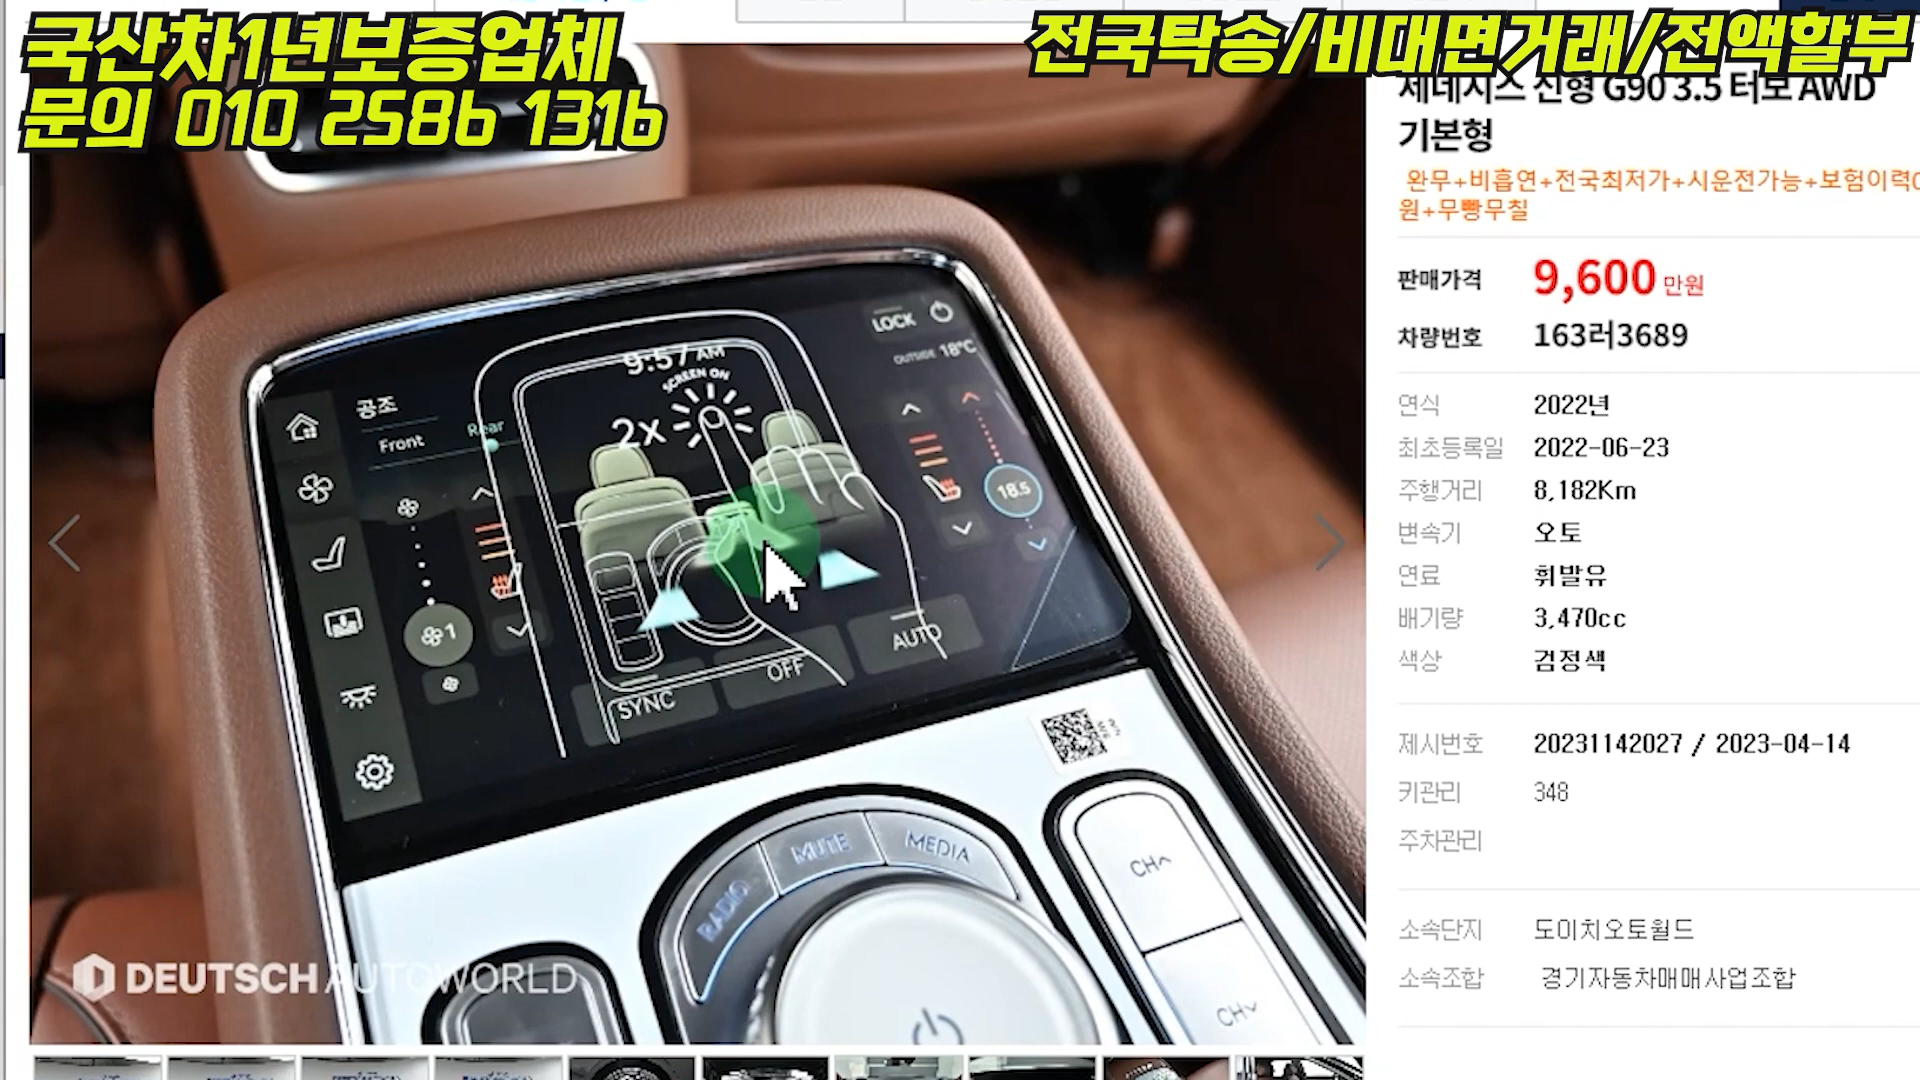 국산차1년보증업체
문의 010 2586 1316
전국탁송/비대면거래/전액할부
제네시스 신형 G90 3.5 터보 AWD
기본형
완무+비흡연+전국최저가+시운전가능+보험이력0
원+무빵무칠
판매가격 9,600 만원
차량번호 163러3689
연식 2022년
최초등록일 2022-06-23
주행거리 8,182Km
변속기 오토
연료 휘발유
배기량 3,470cc
색상 검정색
제시번호 20231142027 / 2023-04-14
키관리 348
주차관리
소속단지 도이치오토월드
소속조합 경기자동차매매사업조합
LOCK
9:57 AM
OUTSIDE 18°C
SCREEN ON
2x
공조
Front Rear
18.5
1
AUTO
OFF
SYNC
RADIO
MUTE
MEDIA
CH
CH
DEUTSCH AUTOWORLD